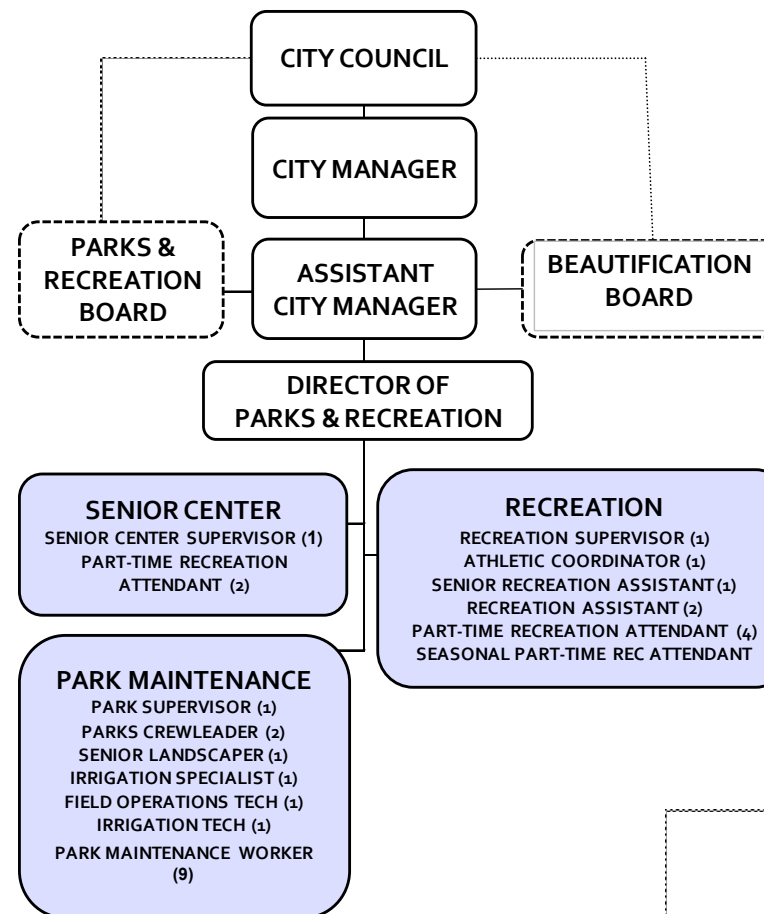 CITY COUNCIL
CITY MANAGER
PARKS &
RECREATION
BOARD
ASSISTANT
CITY MANAGER
BEAUTIFICATION
BOARD
DIRECTOR OF
PARKS & RECREATION
SENIOR CENTER
SENIOR CENTER SUPERVISOR (1)
PART-TIME RECREATION
ATTENDANT (2)
RECREATION
RECREATION SUPERVISOR (1)
ATHLETIC COORDINATOR (1)
SENIOR RECREATION ASSISTANT (1)
RECREATION ASSISTANT (2)
PART-TIME RECREATION ATTENDANT (4)
SEASONAL PART-TIME REC ATTENDANT
PARK MAINTENANCE
PARK SUPERVISOR (1)
PARKS CREWLEADER (2)
SENIOR LANDSCAPER (1)
IRRIGATION SPECIALIST (1)
FIELD OPERATIONS TECH (1)
IRRIGATION TECH (1)
PARK MAINTENANCE WORKER
(9)